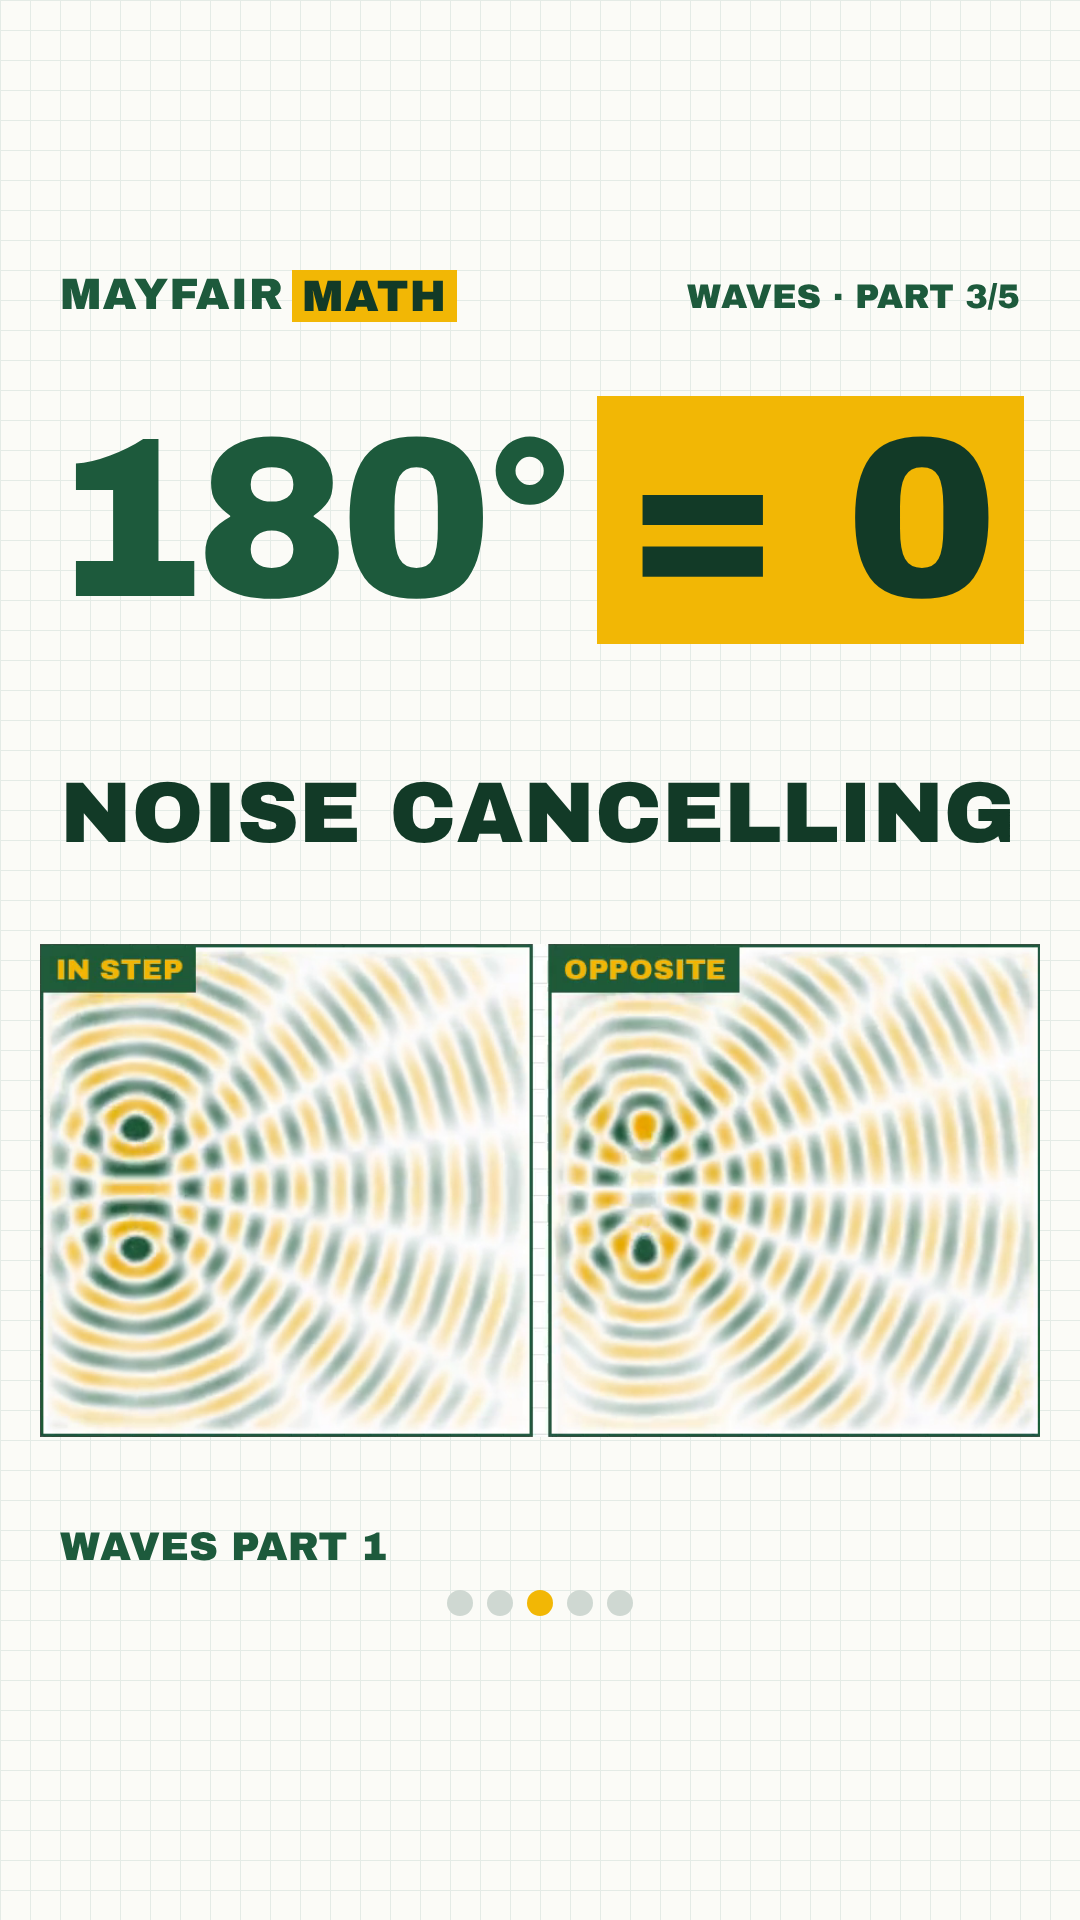 MAYFAIR MATH
WAVES · PART 3/5
180° = 0
NOISE CANCELLING
IN STEP
OPPOSITE
WAVES PART 1